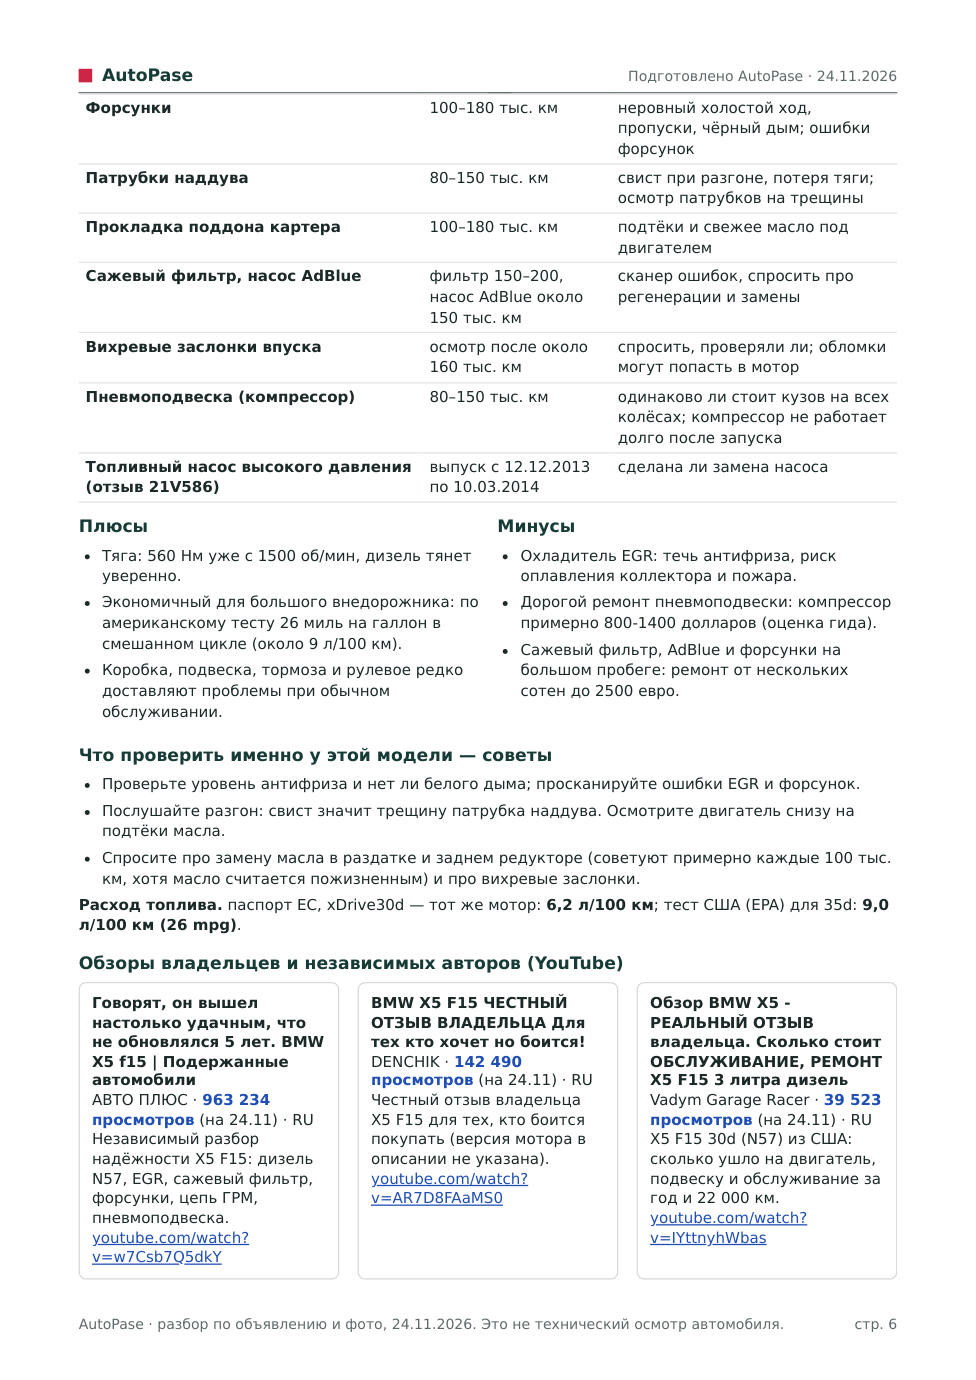 AutoPase
Подготовлено AutoPase · 24.11.2026
Форсунки
100–180 тыс. км
неровный холостой ход,
пропуски, чёрный дым; ошибки
форсунок
Патрубки наддува
80–150 тыс. км
свист при разгоне, потеря тяги;
осмотр патрубков на трещины
Прокладка поддона картера
100–180 тыс. км
подтёки и свежее масло под
двигателем
Сажевый фильтр, насос AdBlue
фильтр 150–200,
насос AdBlue около
150 тыс. км
сканер ошибок, спросить про
регенерации и замены
Вихревые заслонки впуска
осмотр после около
160 тыс. км
спросить, проверяли ли; обломки
могут попасть в мотор
Пневмоподвеска (компрессор)
80–150 тыс. км
одинаково ли стоит кузов на всех
колёсах; компрессор не работает
долго после запуска
Топливный насос высокого давления
(отзыв 21V586)
выпуск с 12.12.2013
по 10.03.2014
сделана ли замена насоса
Плюсы
• Тяга: 560 Нм уже с 1500 об/мин, дизель тянет
уверенно.
• Экономичный для большого внедорожника: по
американскому тесту 26 миль на галлон в
смешанном цикле (около 9 л/100 км).
• Коробка, подвеска, тормоза и рулевое редко
доставляют проблемы при обычном
обслуживании.
Минусы
• Охладитель EGR: течь антифриза, риск
оплавления коллектора и пожара.
• Дорогой ремонт пневмоподвески: компрессор
примерно 800-1400 долларов (оценка гида).
• Сажевый фильтр, AdBlue и форсунки на
большом пробеге: ремонт от нескольких
сотен до 2500 евро.
Что проверить именно у этой модели — советы
• Проверьте уровень антифриза и нет ли белого дыма; просканируйте ошибки EGR и форсунок.
• Послушайте разгон: свист значит трещину патрубка наддува. Осмотрите двигатель снизу на
подтёки масла.
• Спросите про замену масла в раздатке и заднем редукторе (советуют примерно каждые 100 тыс.
км, хотя масло считается пожизненным) и про вихревые заслонки.
Расход топлива. паспорт ЕС, xDrive30d — тот же мотор: 6,2 л/100 км; тест США (EPA) для 35d: 9,0
л/100 км (26 mpg).
Обзоры владельцев и независимых авторов (YouTube)
Говорят, он вышел
настолько удачным, что
не обновлялся 5 лет. BMW
X5 f15 | Подержанные
автомобили
АВТО ПЛЮС · 963 234
просмотров (на 24.11) · RU
Независимый разбор
надёжности X5 F15: дизель
N57, EGR, сажевый фильтр,
форсунки, цепь ГРМ,
пневмоподвеска.
youtube.com/watch?
v=w7Csb7Q5dkY
BMW X5 F15 ЧЕСТНЫЙ
ОТЗЫВ ВЛАДЕЛЬЦА Для
тех кто хочет но боится!
DENCHIK · 142 490
просмотров (на 24.11) · RU
Честный отзыв владельца
X5 F15 для тех, кто боится
покупать (версия мотора в
описании не указана).
youtube.com/watch?
v=AR7D8FAaMS0
Обзор BMW X5 -
РЕАЛЬНЫЙ ОТЗЫВ
владельца. Сколько стоит
ОБСЛУЖИВАНИЕ, РЕМОНТ
X5 F15 3 литра дизель
Vadym Garage Racer · 39 523
просмотров (на 24.11) · RU
X5 F15 30d (N57) из США:
сколько ушло на двигатель,
подвеску и обслуживание за
год и 22 000 км.
youtube.com/watch?
v=IYttnyhWbas
AutoPase · разбор по объявлению и фото, 24.11.2026. Это не технический осмотр автомобиля.
стр. 6